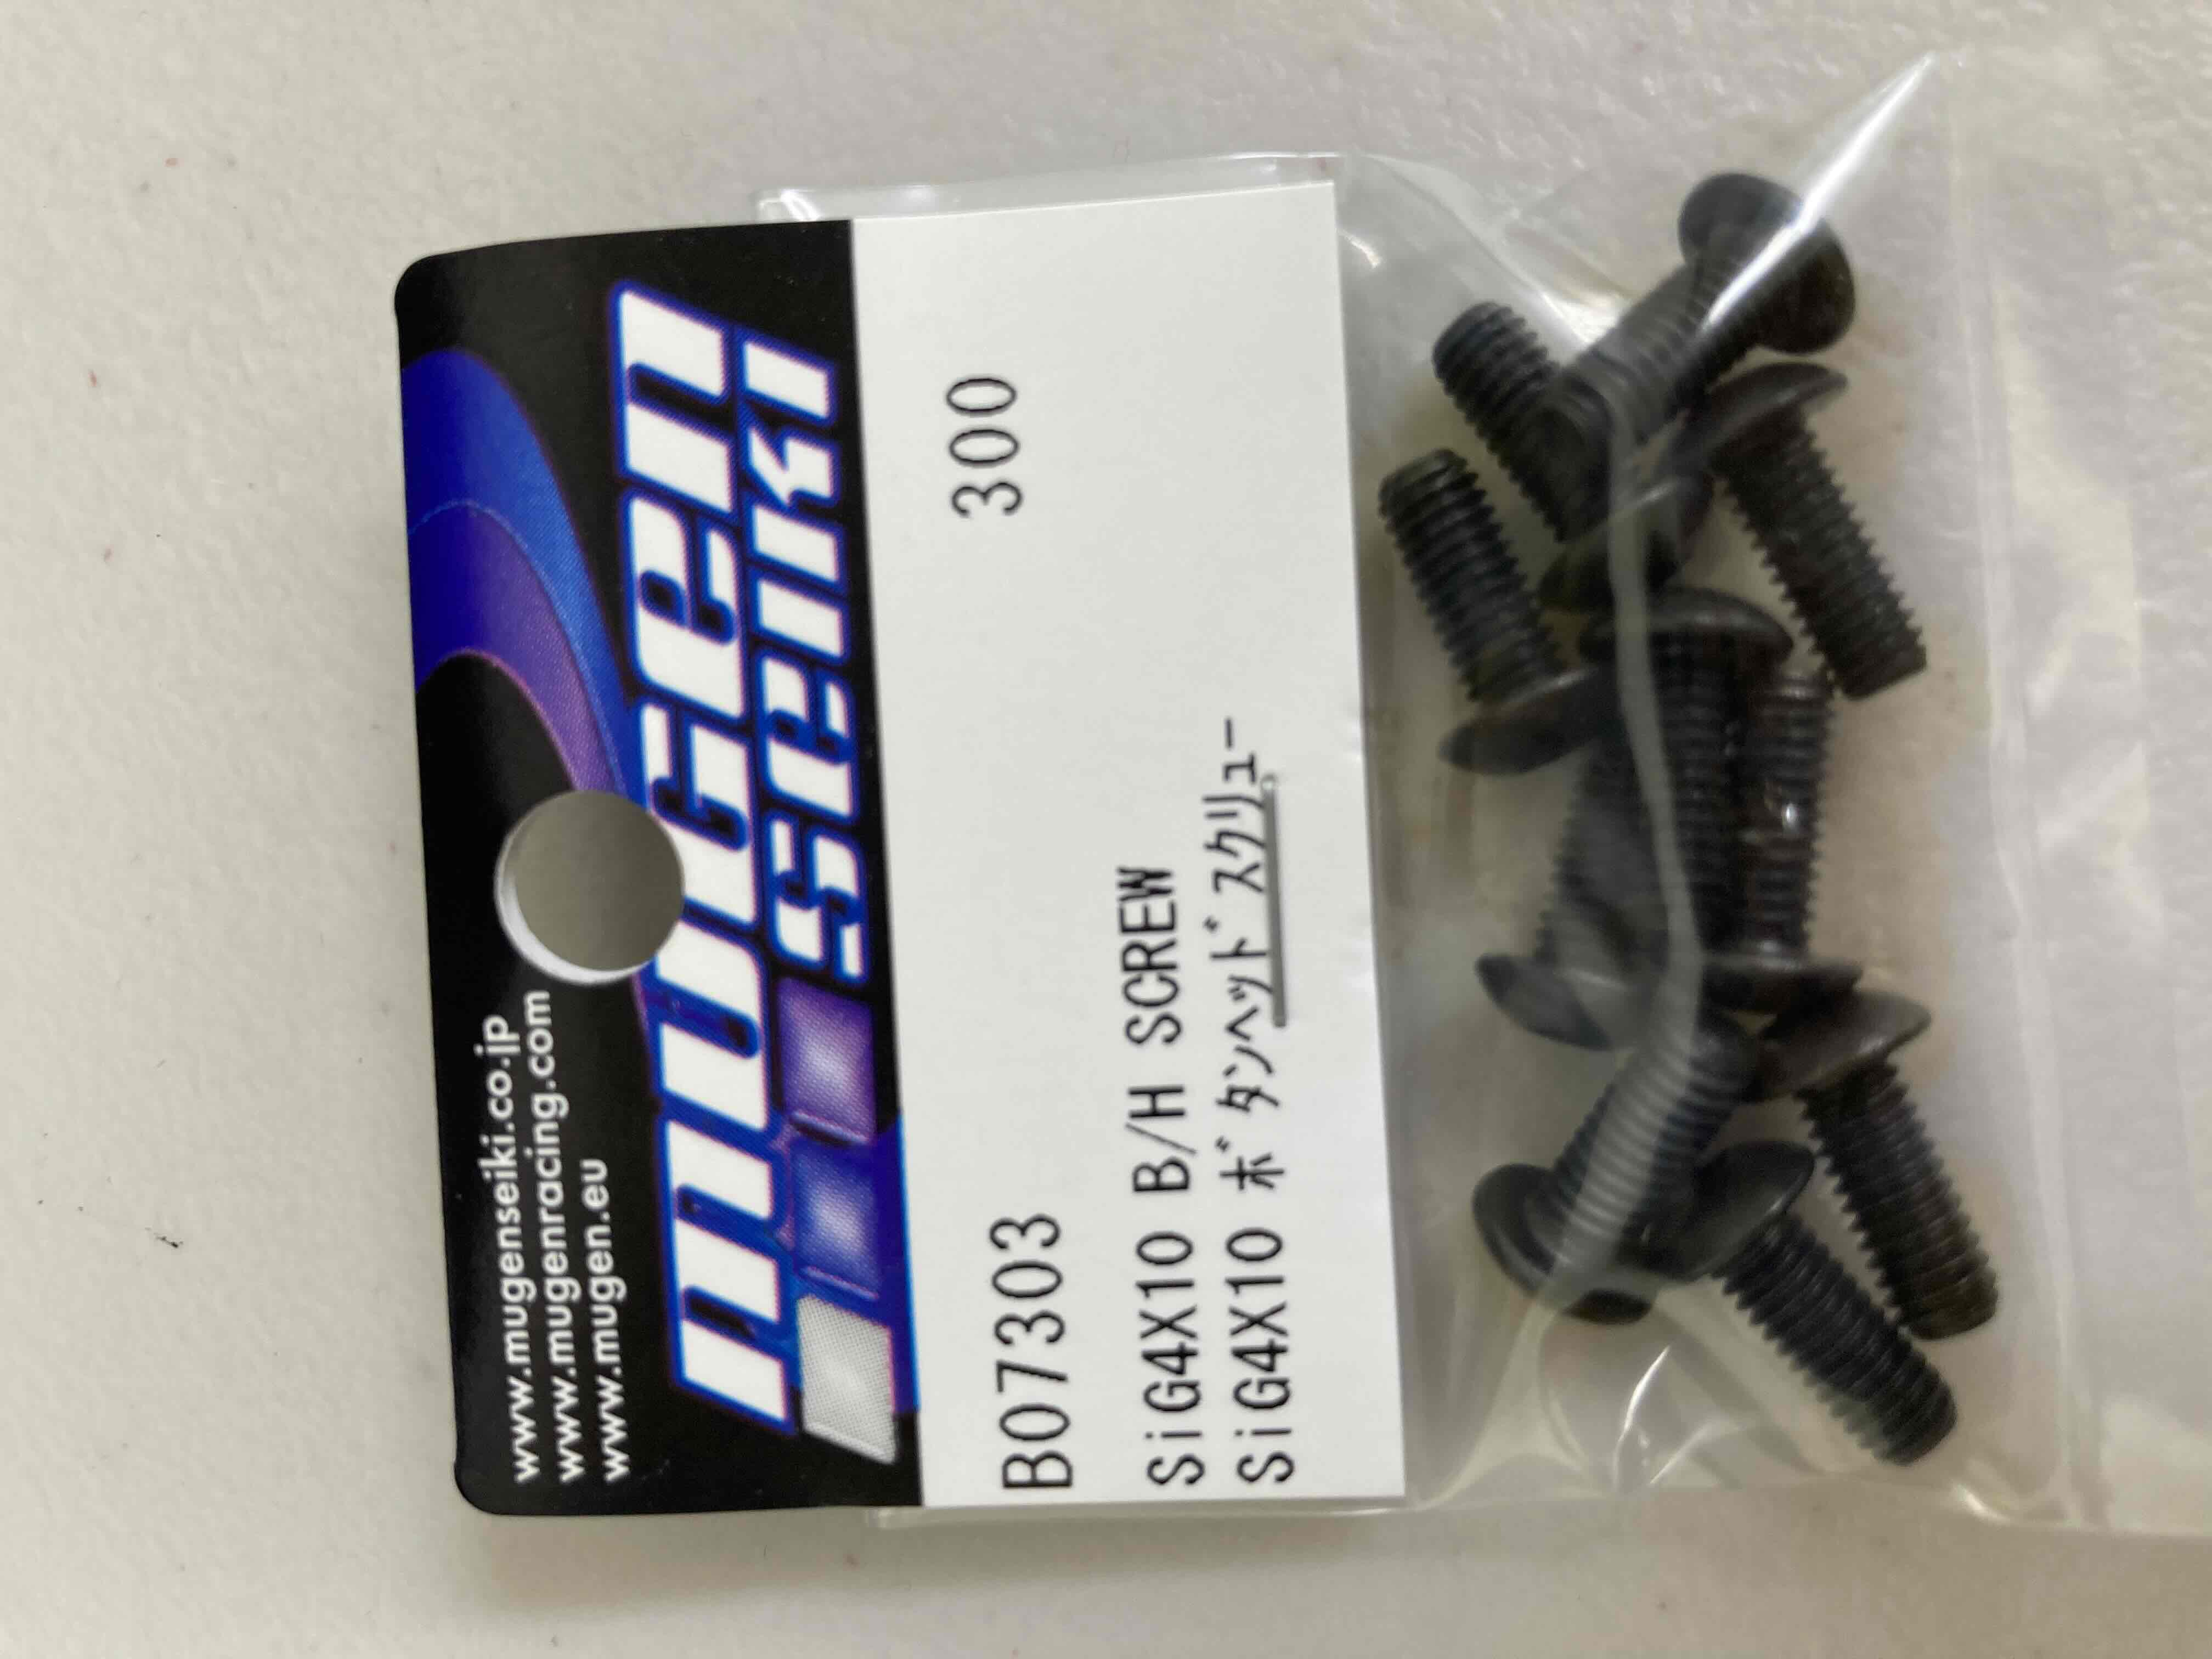 www.mugenseiki.co.jp
www.mugenracing.com
www.mugen.eu
mugen
seiki
B07303 300
SiG4X10 B/H SCREW
SiG4X10 ﾎﾞﾀﾝﾍｯﾄﾞｽｸﾘｭｰ